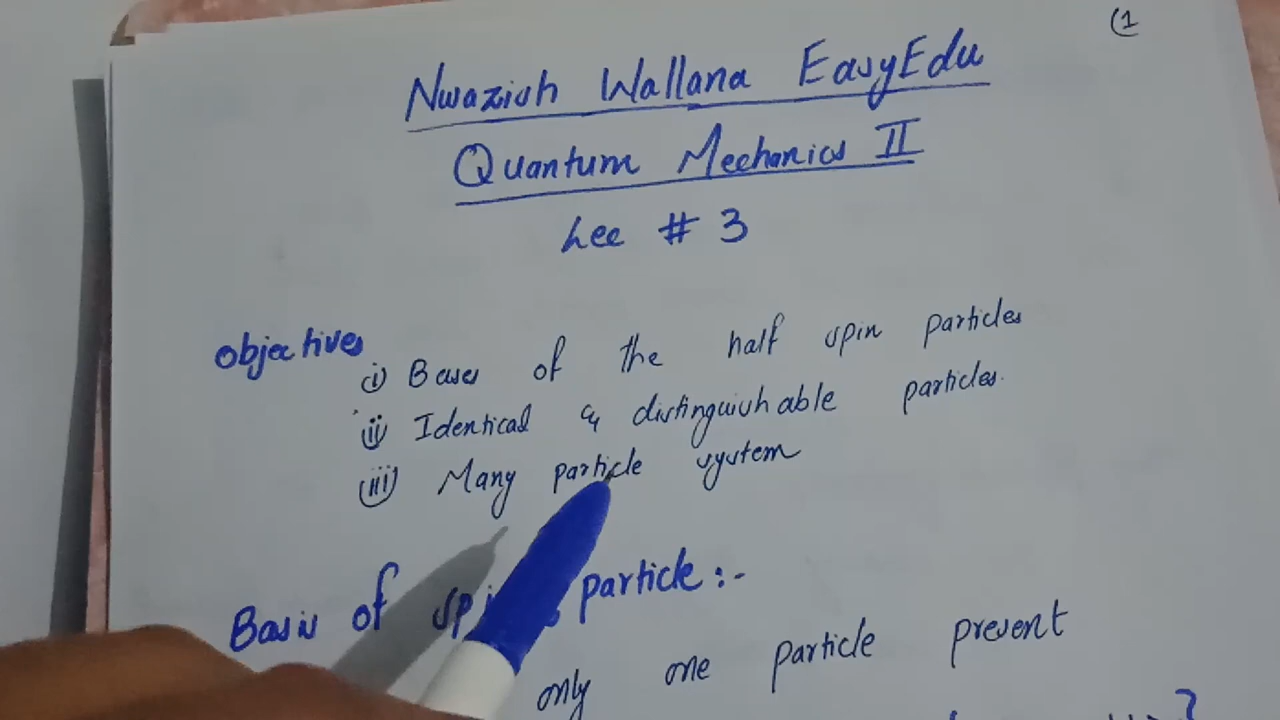 (1
Nwazish Wallana EasyEdu
Quantum Mechanics II
Lec # 3
objectives
(i) Bases of the half spin particles
(ii) Identical & distinguishable particles.
(iii) Many particle system
Basis of particle :-
only one particle present